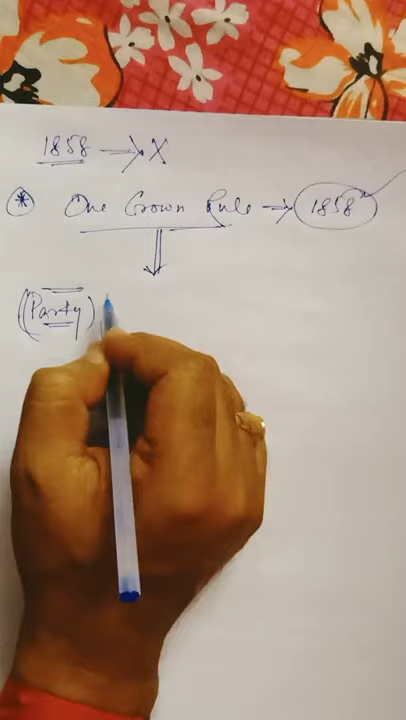 1858 → X
* One Crown Rule → 1858
(Party)